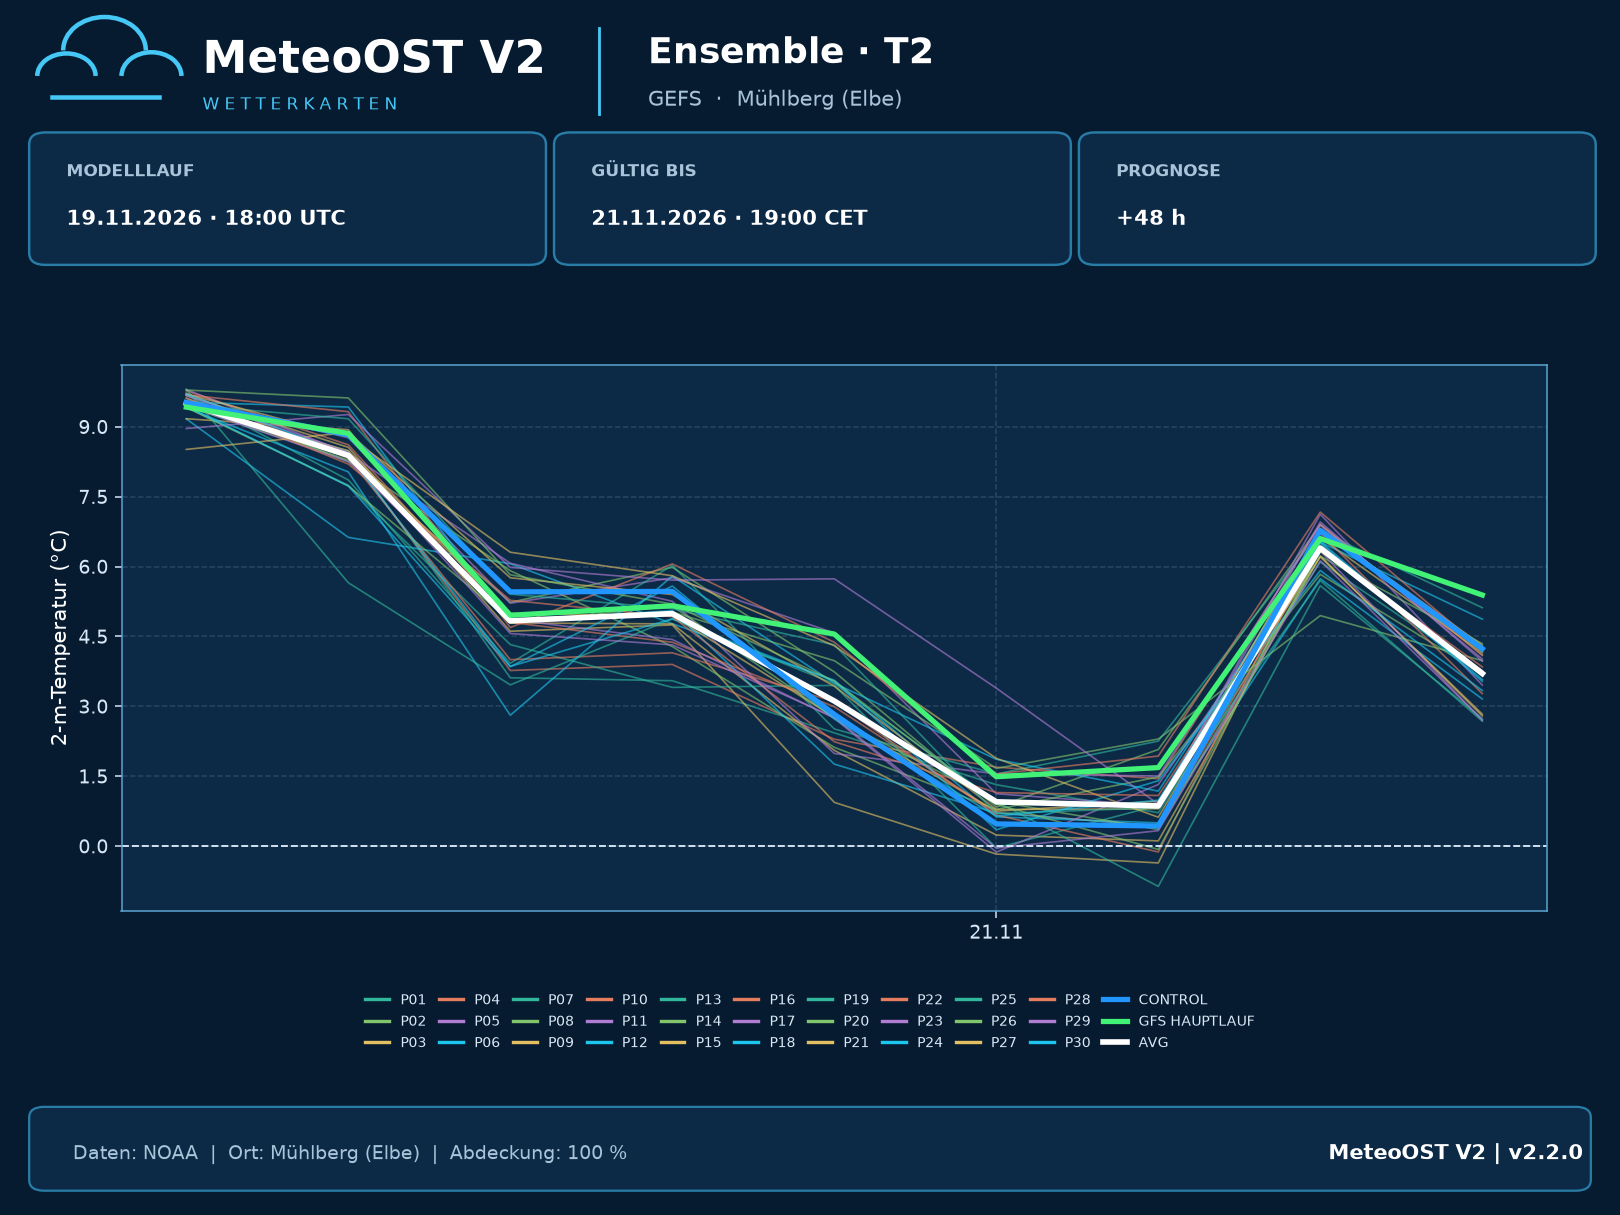 MeteoOST V2
WETTERKARTEN
Ensemble · T2
GEFS · Mühlberg (Elbe)
MODELLLAUF
19.11.2026 · 18:00 UTC
GÜLTIG BIS
21.11.2026 · 19:00 CET
PROGNOSE
+48 h
2-m-Temperatur (°C)
9.0
7.5
6.0
4.5
3.0
1.5
0.0
21.11
P01 P04 P07 P10 P13 P16 P19 P22 P25 P28 CONTROL
P02 P05 P08 P11 P14 P17 P20 P23 P26 P29 GFS HAUPTLAUF
P03 P06 P09 P12 P15 P18 P21 P24 P27 P30 AVG
Daten: NOAA | Ort: Mühlberg (Elbe) | Abdeckung: 100 %
MeteoOST V2 | v2.2.0